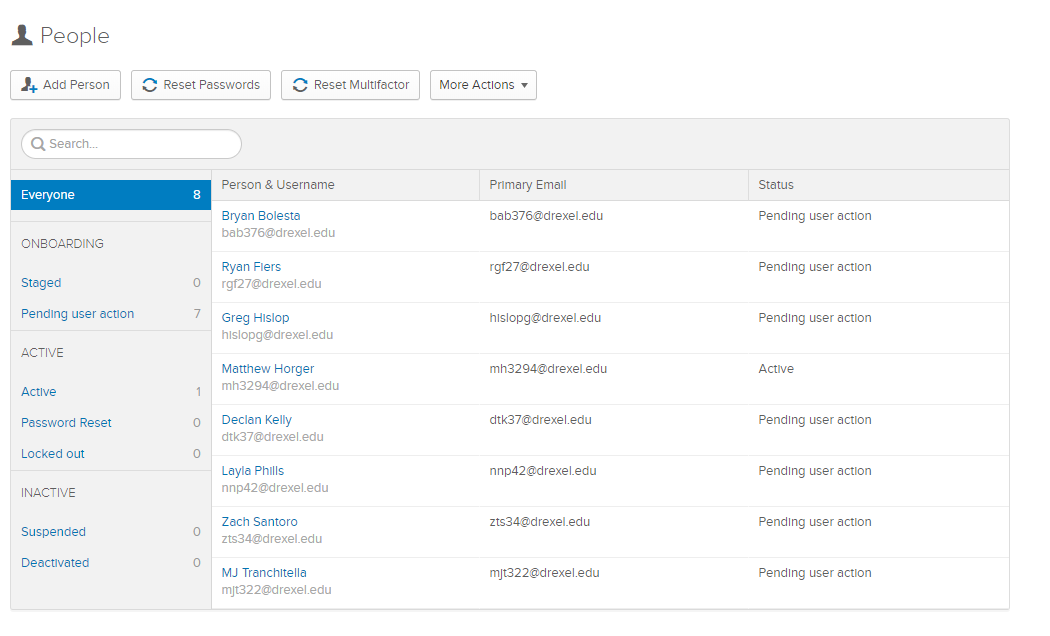 People
Add Person
Reset Passwords
Reset Multifactor
More Actions
Search...
Everyone 8
ONBOARDING
Staged 0
Pending user action 7
ACTIVE
Active 1
Password Reset 0
Locked out 0
INACTIVE
Suspended 0
Deactivated 0
Person & Username Primary Email Status
Bryan Bolesta bab376@drexel.edu Pending user action
bab376@drexel.edu
Ryan Fiers rgf27@drexel.edu Pending user action
rgf27@drexel.edu
Greg Hislop hislopg@drexel.edu Pending user action
hislopg@drexel.edu
Matthew Horger mh3294@drexel.edu Active
mh3294@drexel.edu
Declan Kelly dtk37@drexel.edu Pending user action
dtk37@drexel.edu
Layla Phills nnp42@drexel.edu Pending user action
nnp42@drexel.edu
Zach Santoro zts34@drexel.edu Pending user action
zts34@drexel.edu
MJ Tranchitella mjt322@drexel.edu Pending user action
mjt322@drexel.edu